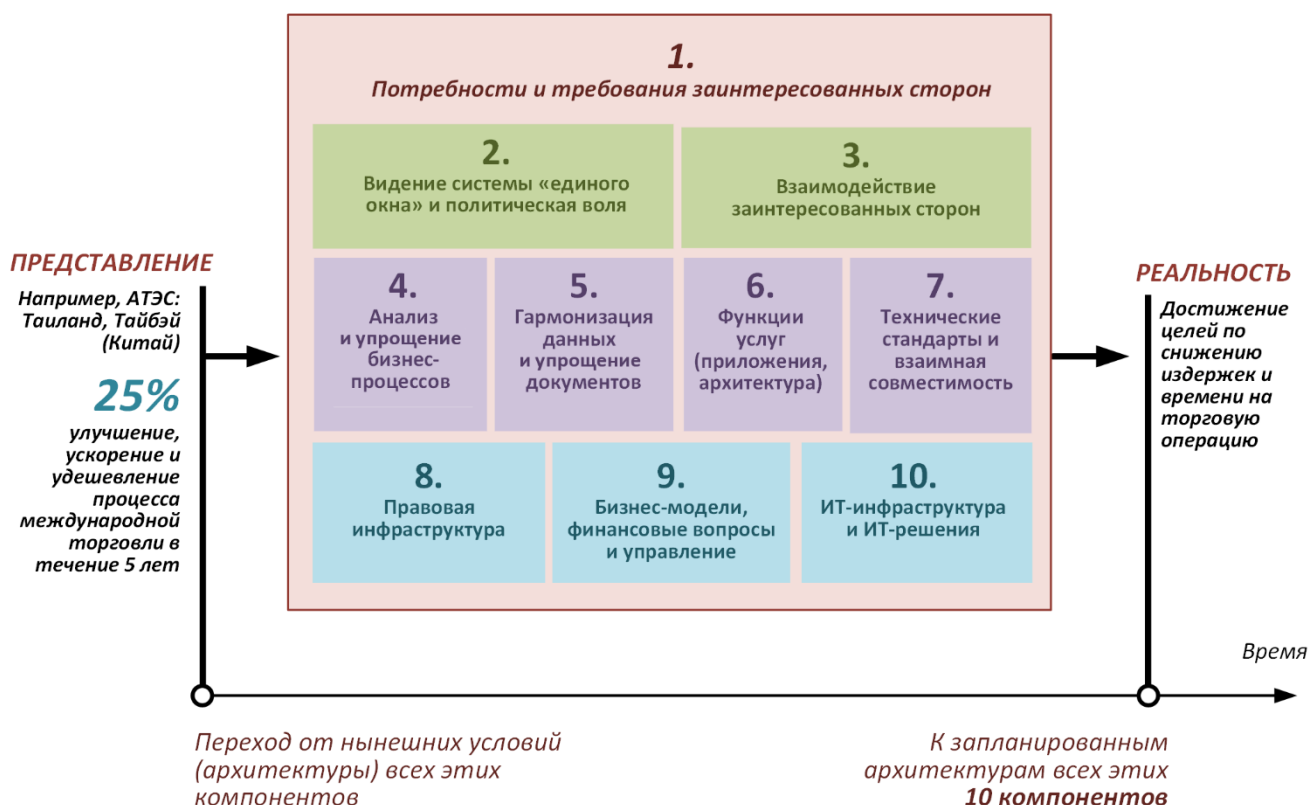 1.
Потребности и требования заинтересованных сторон
2.
Видение системы «единого
окна» и политическая воля
3.
Взаимодействие
заинтересованных сторон
ПРЕДСТАВЛЕНИЕ
Например, АТЭС:
Таиланд, Тайбэй
(Китай)
25%
улучшение,
ускорение и
удешевление
процесса
международной
торговли в
течение 5 лет
4.
Анализ
и упрощение
бизнес-
процессов
5.
Гармонизация
данных
и упрощение
документов
6.
Функции
услуг
(приложения,
архитектура)
7.
Технические
стандарты и
взаимная
совместимость
8.
Правовая
инфраструктура
9.
Бизнес-модели,
финансовые вопросы
и управление
10.
ИТ-инфраструктура
и ИТ-решения
РЕАЛЬНОСТЬ
Достижение
целей по
снижению
издержек и
времени на
торговую
операцию
Время
Переход от нынешних условий
(архитектуры) всех этих
компонентов
К запланированным
архитектурам всех этих
10 компонентов